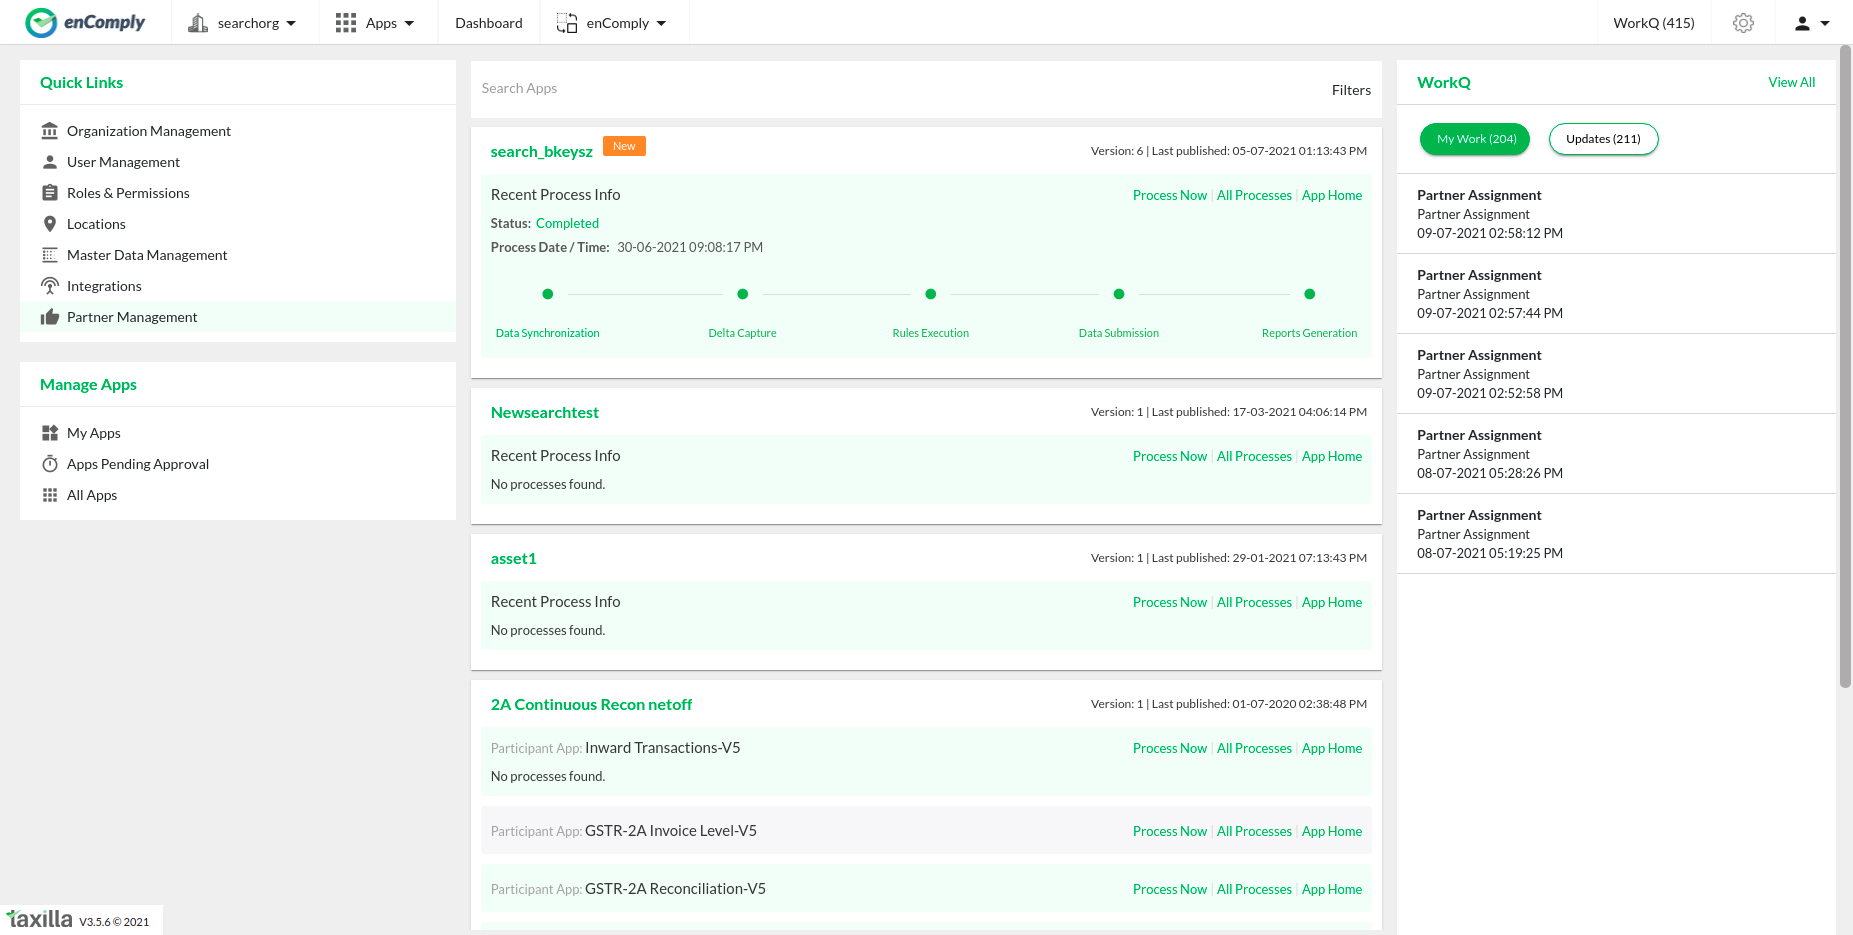 enComply searchorg Apps Dashboard enComply WorkQ (415)
Quick Links
Organization Management
User Management
Roles & Permissions
Locations
Master Data Management
Integrations
Partner Management
Manage Apps
My Apps
Apps Pending Approval
All Apps
Search Apps Filters
search_bkeysz New Version: 6 | Last published: 05-07-2021 01:13:43 PM
Recent Process Info Process Now | All Processes | App Home
Status: Completed
Process Date / Time: 30-06-2021 09:08:17 PM
Data Synchronization Delta Capture Rules Execution Data Submission Reports Generation
Newsearchtest Version: 1 | Last published: 17-03-2021 04:06:14 PM
Recent Process Info Process Now | All Processes | App Home
No processes found.
asset1 Version: 1 | Last published: 29-01-2021 07:13:43 PM
Recent Process Info Process Now | All Processes | App Home
No processes found.
2A Continuous Recon netoff Version: 1 | Last published: 01-07-2020 02:38:48 PM
Participant App: Inward Transactions-V5 Process Now | All Processes | App Home
No processes found.
Participant App: GSTR-2A Invoice Level-V5 Process Now | All Processes | App Home
Participant App: GSTR-2A Reconciliation-V5 Process Now | All Processes | App Home
WorkQ View All
My Work (204) Updates (211)
Partner Assignment
Partner Assignment
09-07-2021 02:58:12 PM
Partner Assignment
Partner Assignment
09-07-2021 02:57:44 PM
Partner Assignment
Partner Assignment
09-07-2021 02:52:58 PM
Partner Assignment
Partner Assignment
08-07-2021 05:28:26 PM
Partner Assignment
Partner Assignment
08-07-2021 05:19:25 PM
taxilla V3.5.6 © 2021